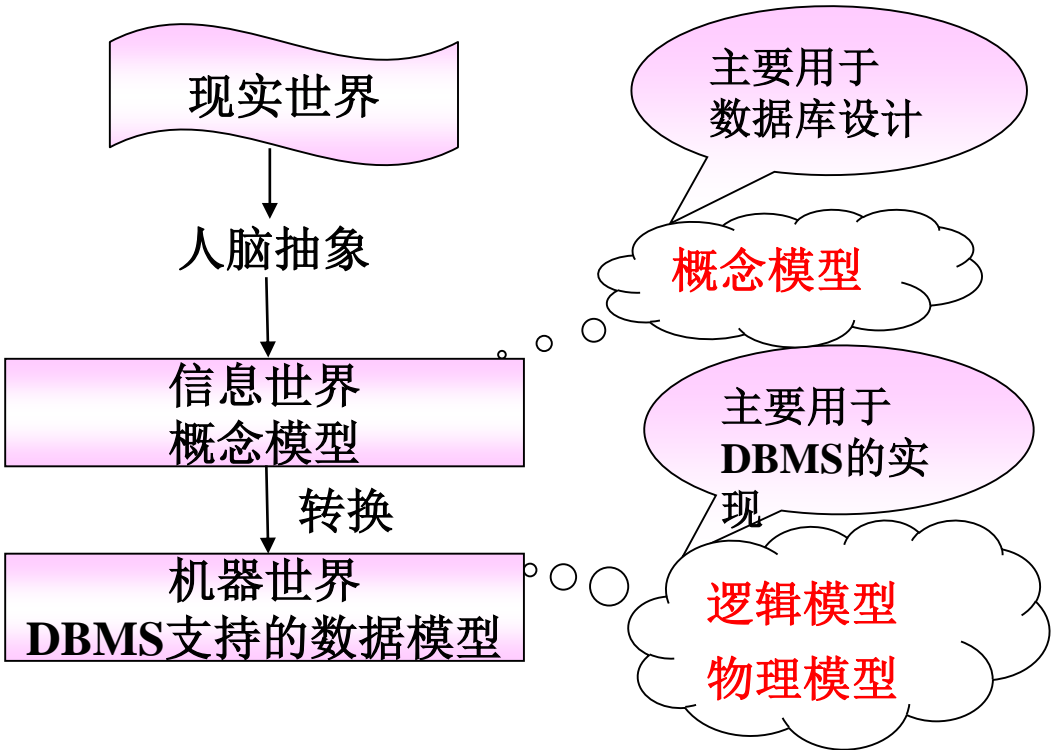 现实世界
主要用于
数据库设计
人脑抽象
概念模型
信息世界
概念模型
主要用于
DBMS的实
现
转换
机器世界
DBMS支持的数据模型
逻辑模型
物理模型